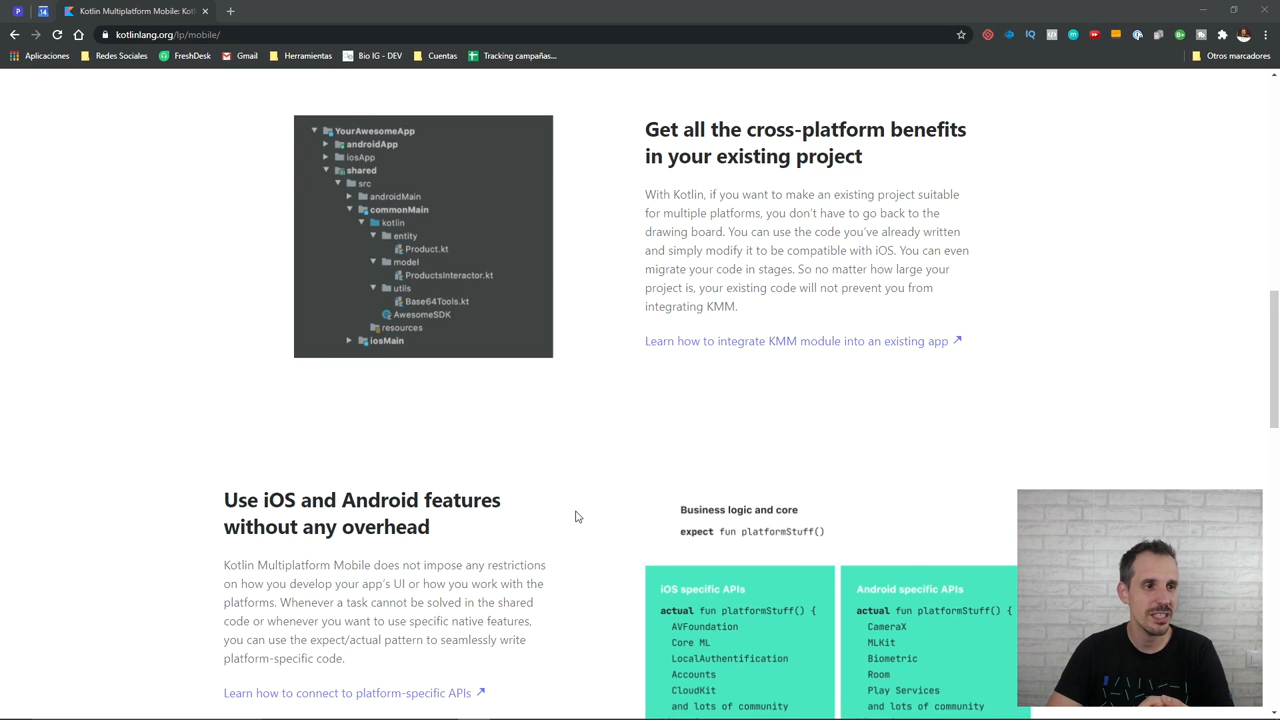 Kotlin Multiplatform Mobile: Kot
kotlinlang.org/lp/mobile/
Aplicaciones
Redes Sociales
FreshDesk
Gmail
Herramientas
Bio IG - DEV
Cuentas
Tracking campañas...
Otros marcadores
YourAwesomeApp
androidApp
iosApp
shared
src
androidMain
commonMain
kotlin
entity
Product.kt
model
ProductsInteractor.kt
utils
Base64Tools.kt
AwesomeSDK
resources
iosMain
Get all the cross-platform benefits
in your existing project
With Kotlin, if you want to make an existing project suitable
for multiple platforms, you don't have to go back to the
drawing board. You can use the code you've already written
and simply modify it to be compatible with iOS. You can even
migrate your code in stages. So no matter how large your
project is, your existing code will not prevent you from
integrating KMM.
Learn how to integrate KMM module into an existing app ↗
Use iOS and Android features
without any overhead
Kotlin Multiplatform Mobile does not impose any restrictions
on how you develop your app's UI or how you work with the
platforms. Whenever a task cannot be solved in the shared
code or whenever you want to use specific native features,
you can use the expect/actual pattern to seamlessly write
platform-specific code.
Learn how to connect to platform-specific APIs ↗
Business logic and core
expect fun platformStuff()
iOS specific APIs
actual fun platformStuff() {
AVFoundation
Core ML
LocalAuthentification
Accounts
CloudKit
and lots of community
Android specific APIs
actual fun platformStuff() {
CameraX
MLKit
Biometric
Room
Play Services
and lots of community